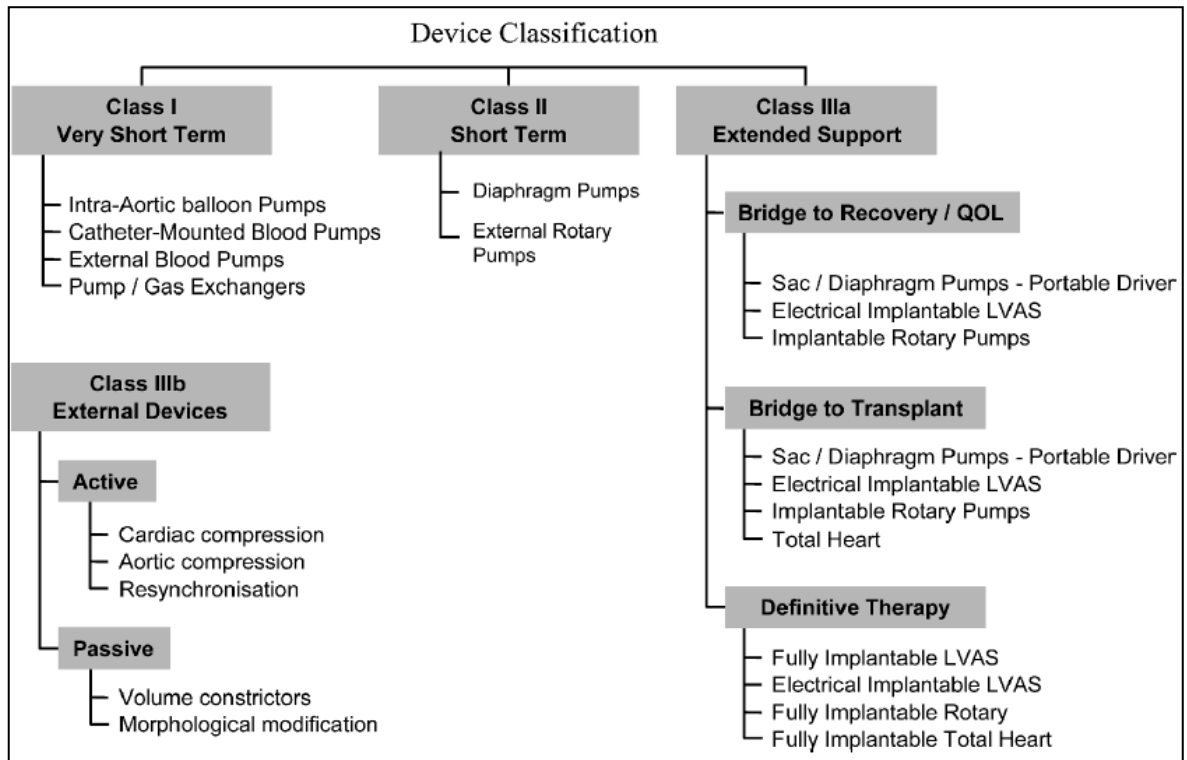 Device Classification
Class I
Very Short Term
Intra-Aortic balloon Pumps
Catheter-Mounted Blood Pumps
External Blood Pumps
Pump / Gas Exchangers
Class II
Short Term
Diaphragm Pumps
External Rotary
Pumps
Class IIIa
Extended Support
Bridge to Recovery / QOL
Sac / Diaphragm Pumps - Portable Driver
Electrical Implantable LVAS
Implantable Rotary Pumps
Bridge to Transplant
Sac / Diaphragm Pumps - Portable Driver
Electrical Implantable LVAS
Implantable Rotary Pumps
Total Heart
Definitive Therapy
Fully Implantable LVAS
Electrical Implantable LVAS
Fully Implantable Rotary
Fully Implantable Total Heart
Class IIIb
External Devices
Active
Cardiac compression
Aortic compression
Resynchronisation
Passive
Volume constrictors
Morphological modification